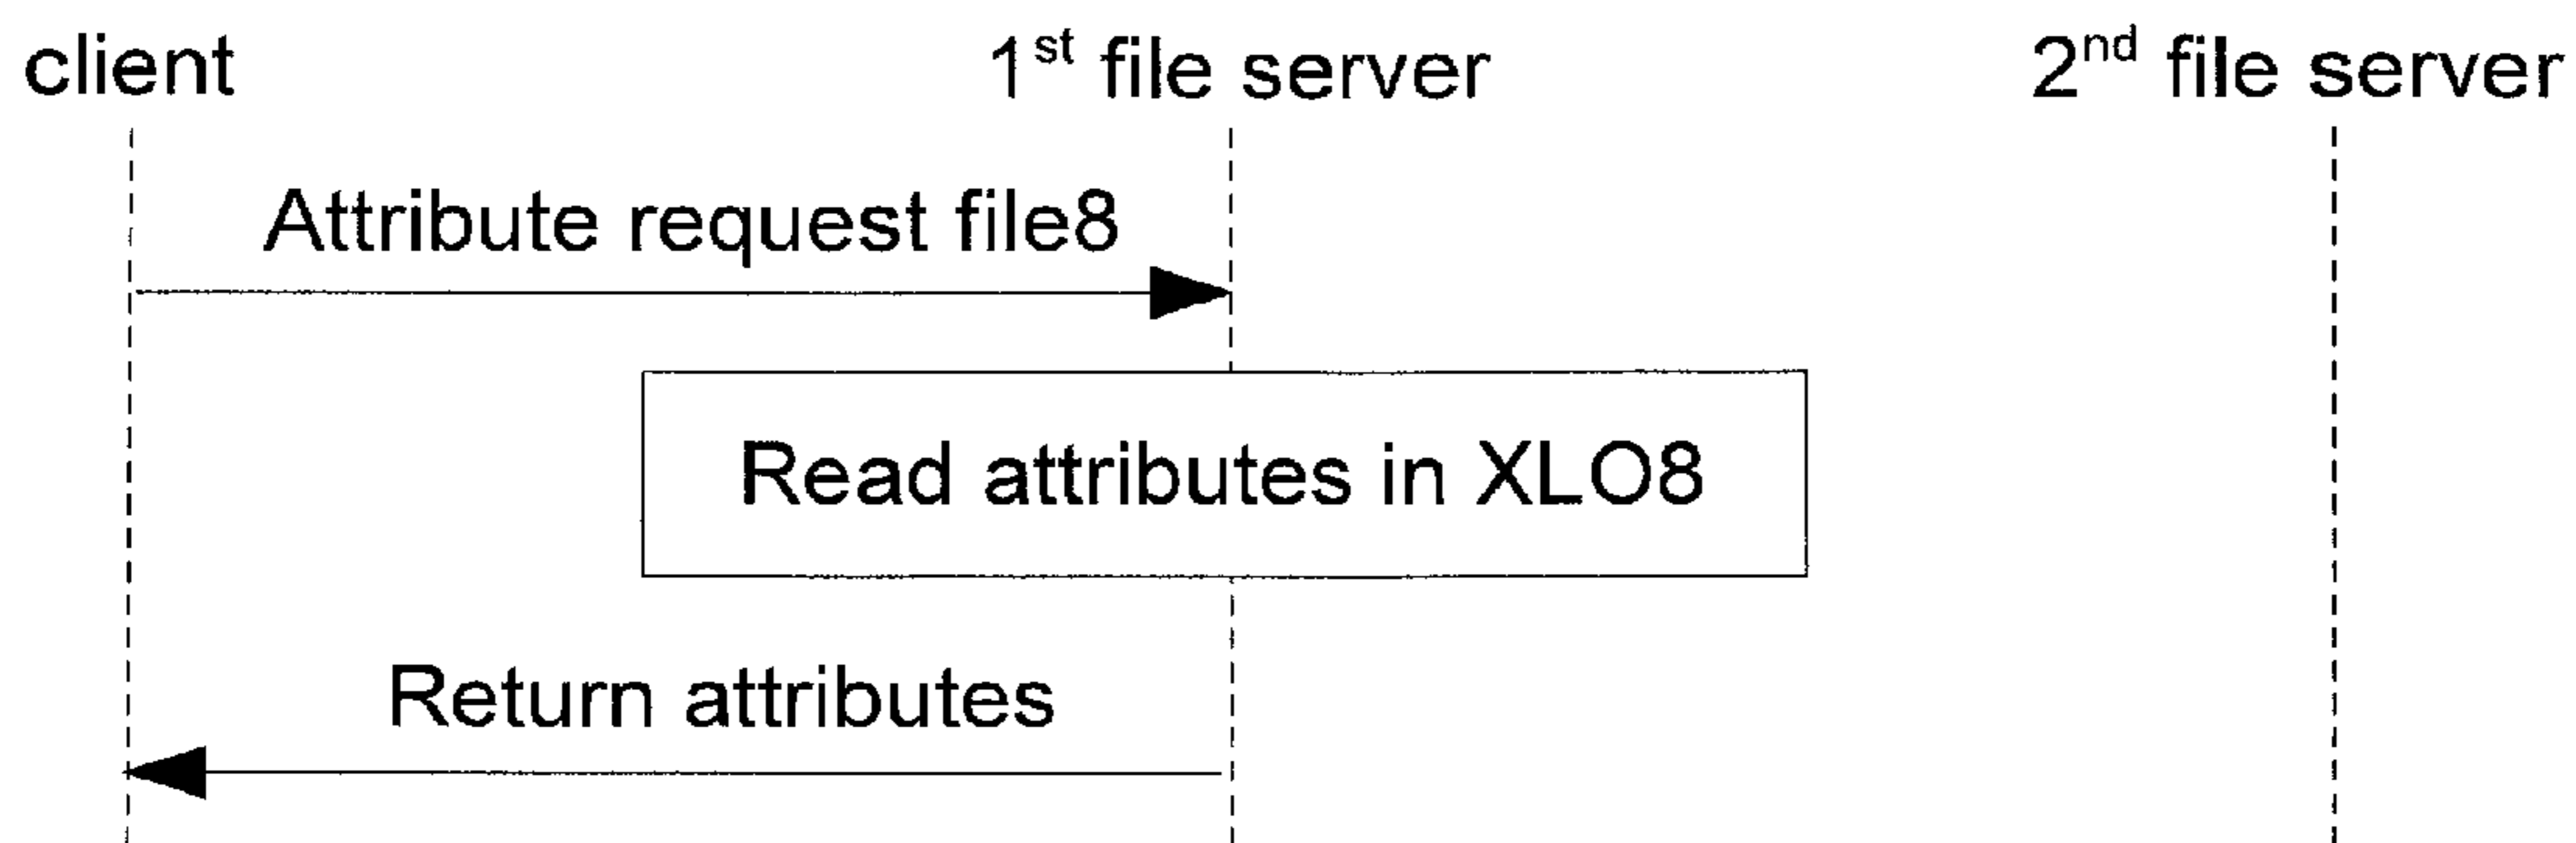 client
1st file server
2nd file server
Attribute request file8
Read attributes in XLO8
Return attributes